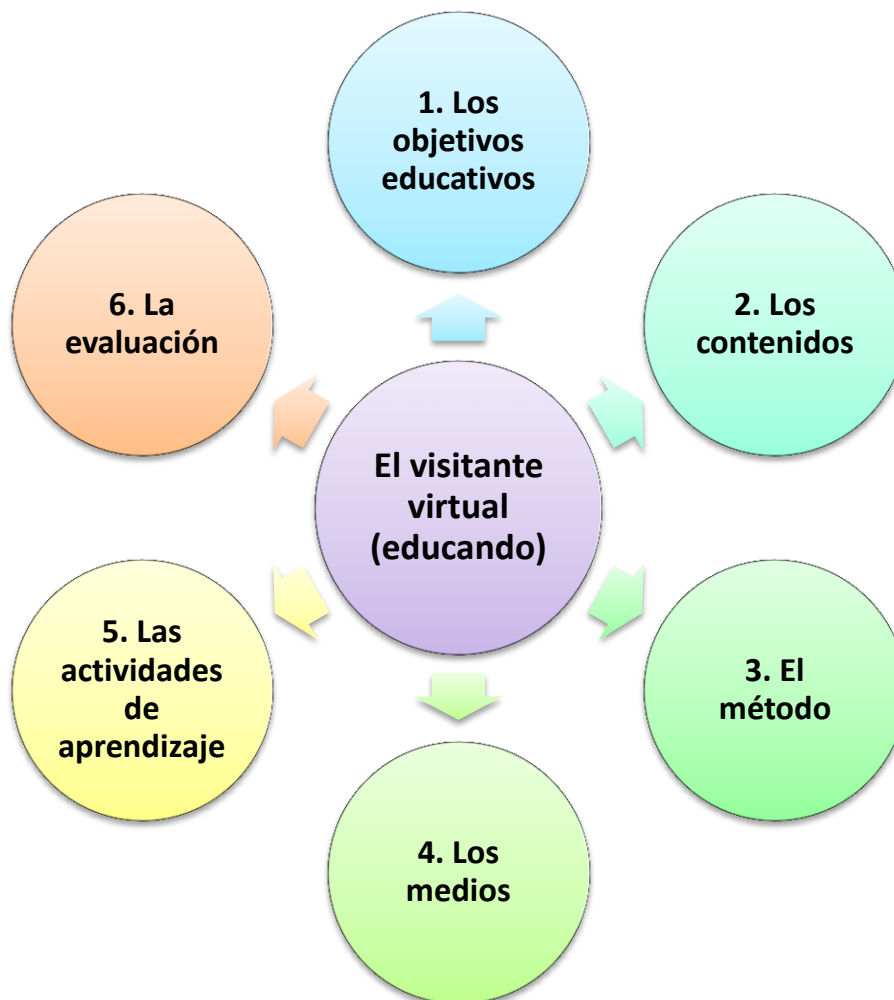 1. Los
objetivos
educativos
2. Los
contenidos
3. El
método
4. Los
medios
5. Las
actividades
de
aprendizaje
6. La
evaluación
El visitante
virtual
(educando)